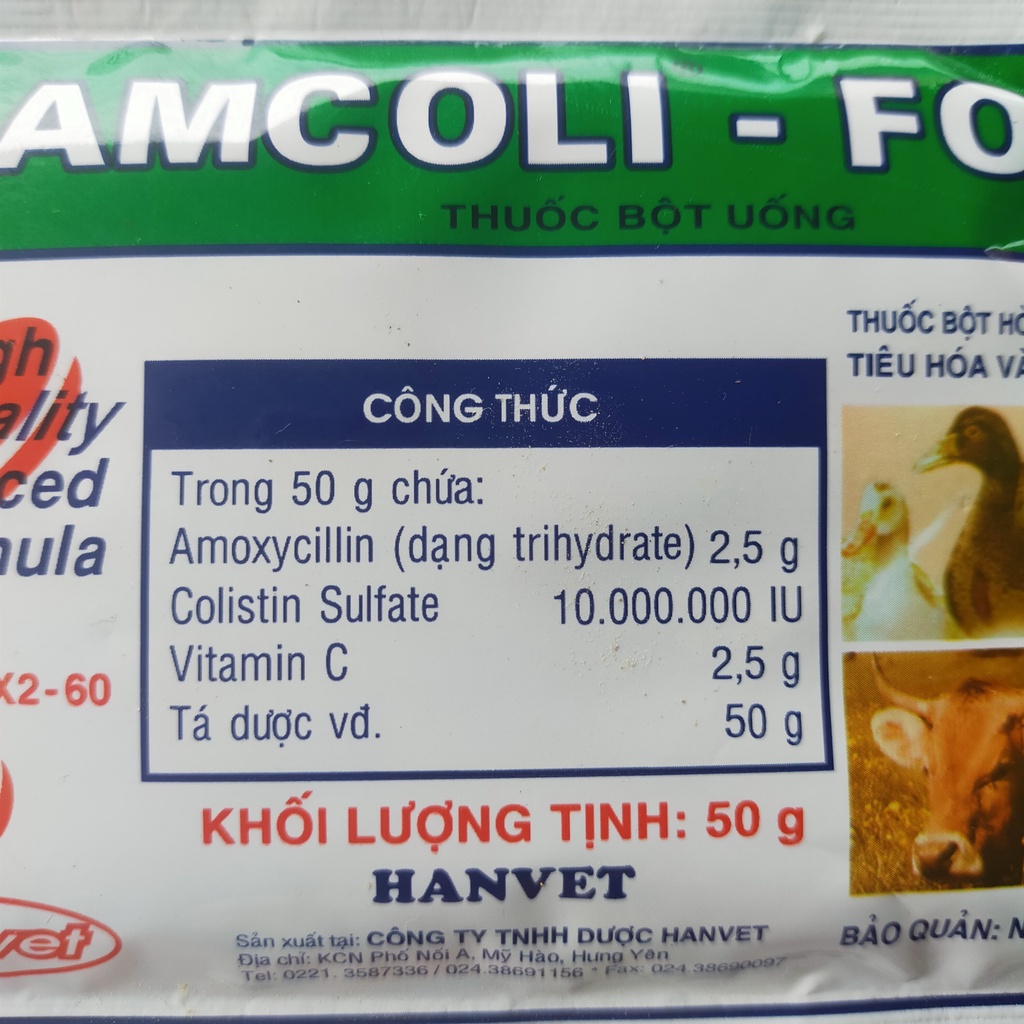 AMCOLI - FO
THUỐC BỘT UỐNG
gh
ality
ced
nula
X2-60
vet
CÔNG THỨC
Trong 50 g chứa:
Amoxycillin (dạng trihydrate) 2,5 g
Colistin Sulfate 10.000.000 IU
Vitamin C 2,5 g
Tá dược vđ. 50 g
KHỐI LƯỢNG TỊNH: 50 g
HANVET
Sản xuất tại: CÔNG TY TNHH DƯỢC HANVET
Địa chỉ: KCN Phố Nối A, Mỹ Hào, Hưng Yên
Tel: 0221. 3587336 / 024.38691156 * Fax: 024.38690097
THUỐC BỘT HÒ
TIÊU HÓA VÀ
BẢO QUẢN: N